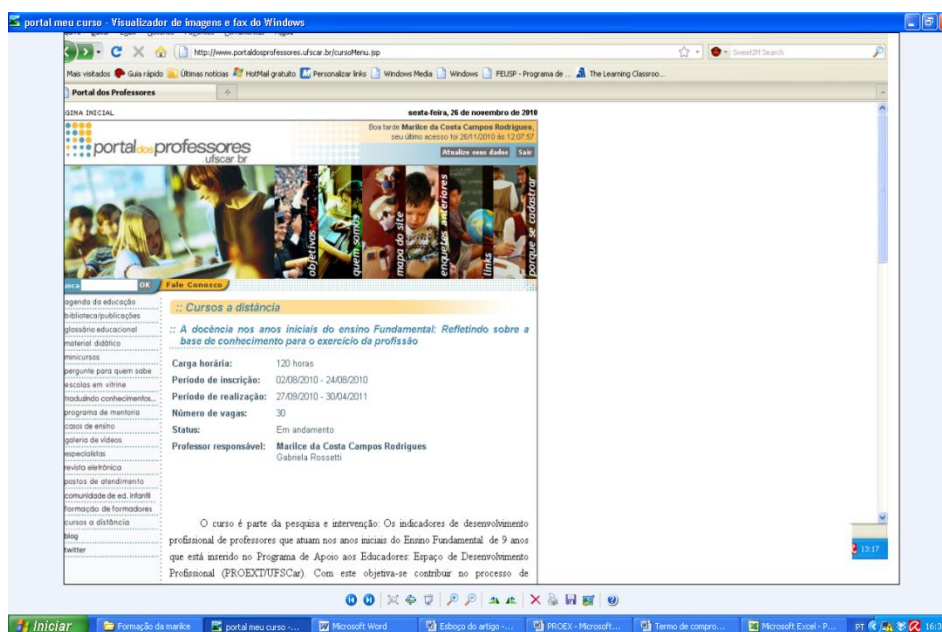 portal meu curso - Visualizador de imagens e fax do Windows
http://www.portaldosprofessores.ufscar.br/cursoMenu.jsp
SweetIM Search
Mais visitados Guia rápido Últimas notícias HotMail gratuito Personalizar links Windows Media Windows FEUSP - Programa de ... The Learning Classroo...
Portal dos Professores
GINA INICIAL
sexta-feira, 26 de novembro de 2010
Boa tarde Marilce da Costa Campos Rodrigues,
seu último acesso foi 26/11/2010 às 12:07:57
portaldosprofessores
ufscar.br
Atualize seus dados Sair
objetivos
quem somos
mapa do site
enquetes anteriores
links
porque se cadastrar
OK
Fale Conosco
agenda da educação
biblioteca/publicações
glossário educacional
material didático
minicursos
pergunte para quem sabe
escolas em vitrine
traduzindo conhecimentos...
programa de mentoria
casos de ensino
galeria de vídeos
especialistas
revista eletrônica
postos de atendimento
comunidade de ed. infantil
formação de formadores
cursos a distância
blog
twitter
:: Cursos a distância
:: A docência nos anos iniciais do ensino Fundamental: Refletindo sobre a
base de conhecimento para o exercício da profissão
Carga horária: 120 horas
Período de inscrição: 02/08/2010 - 24/08/2010
Período de realização: 27/09/2010 - 30/04/2011
Número de vagas: 30
Status: Em andamento
Professor responsável: Marilce da Costa Campos Rodrigues
Gabriela Rossetti
O curso é parte da pesquisa e intervenção: Os indicadores de desenvolvimento
profissional de professores que atuam nos anos iniciais do Ensino Fundamental de 9 anos
que está inserido no Programa de Apoio aos Educadores: Espaço de Desenvolvimento
Profissional (PROEXT/UFSCar). Com este objetiva-se contribuir no processo de
13:17
Iniciar Formação da marilce portal meu curso -... Microsoft Word Esboço do artigo -... PROEX - Microsoft... Termo de compro... Microsoft Excel - P... PT